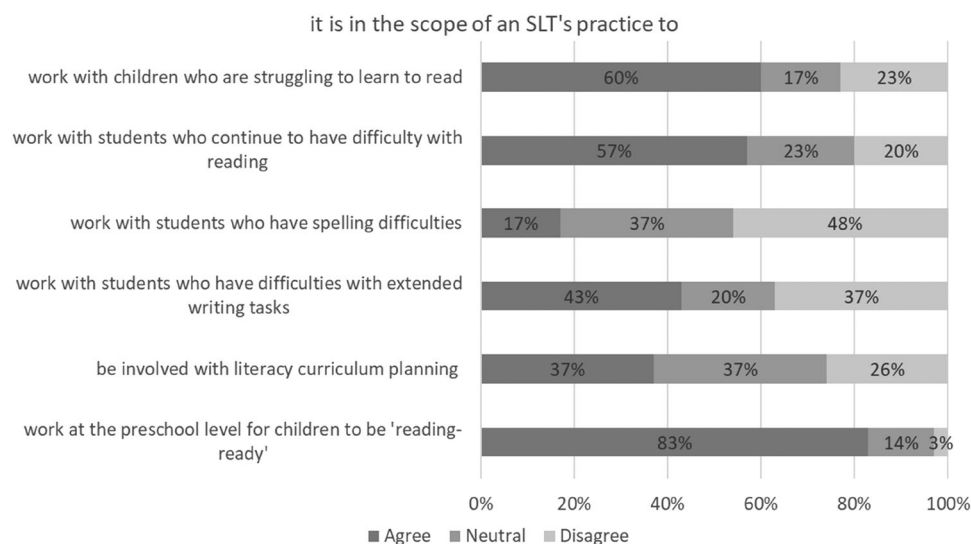 it is in the scope of an SLT's practice to
work with children who are struggling to learn to read
60% 17% 23%
work with students who continue to have difficulty with
reading
57% 23% 20%
work with students who have spelling difficulties
17% 37% 48%
work with students who have difficulties with extended
writing tasks
43% 20% 37%
be involved with literacy curriculum planning
37% 37% 26%
work at the preschool level for children to be 'reading-
ready'
83% 14% 3%
0% 20% 40% 60% 80% 100%
Agree Neutral Disagree